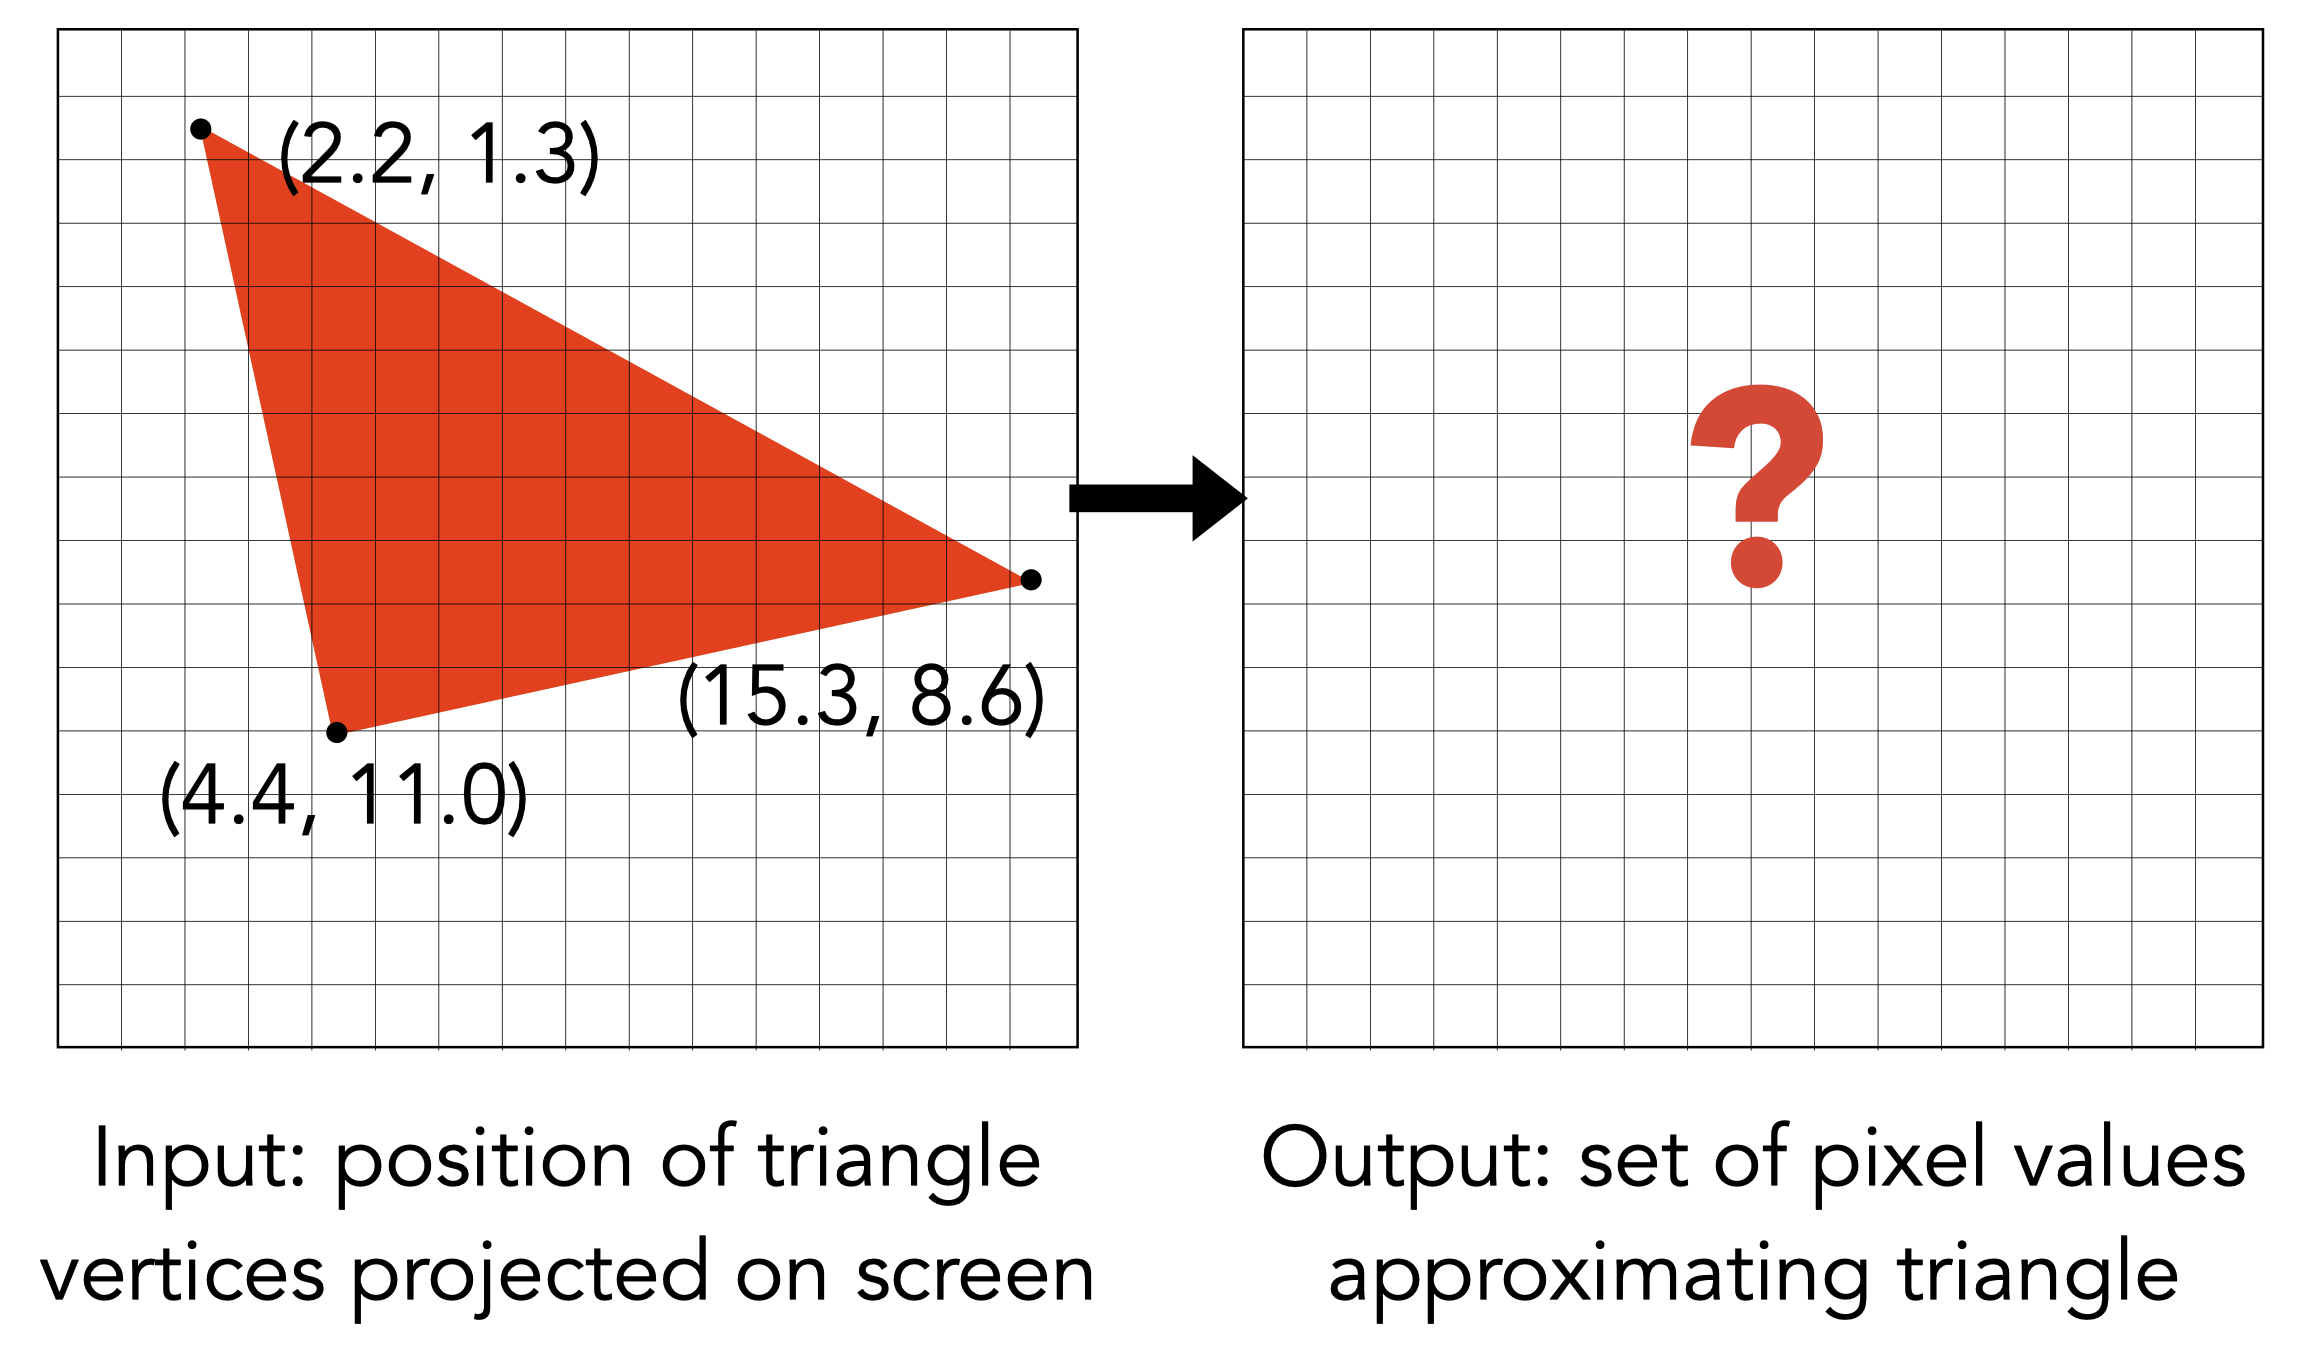 (2.2, 1.3)
?
(15.3, 8.6)
(4.4, 11.0)
Input: position of triangle
vertices projected on screen
Output: set of pixel values
approximating triangle